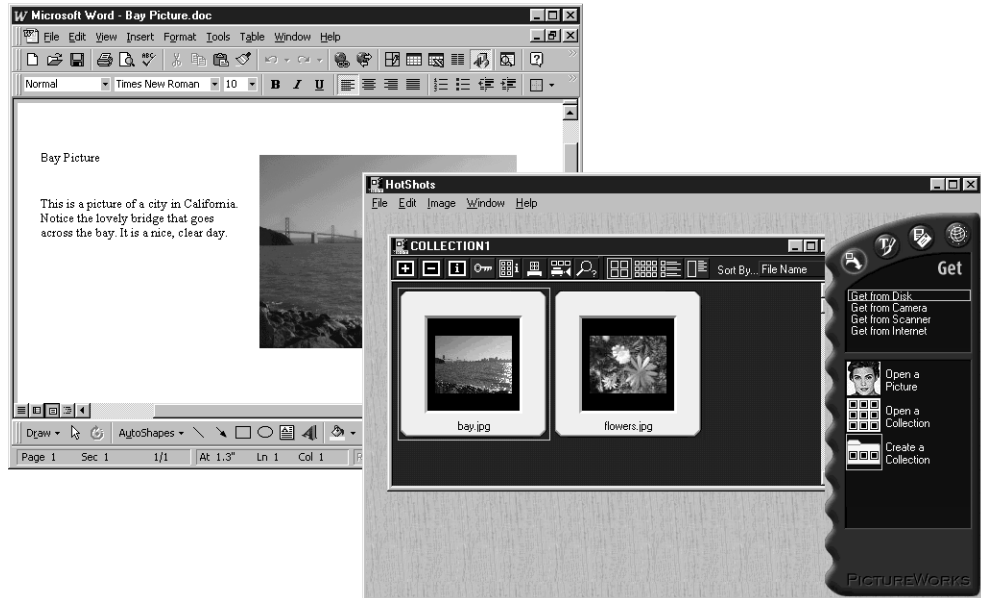 Microsoft Word - Bay Picture.doc
File Edit View Insert Format Tools Table Window Help
Normal Times New Roman 10 B I U
Bay Picture
This is a picture of a city in California.
Notice the lovely bridge that goes
across the bay. It is a nice, clear day.
Draw AutoShapes
Page 1 Sec 1 1/1 At 1.3" Ln 1 Col 1
HotShots
File Edit Image Window Help
COLLECTION1
Sort By... File Name
bay.jpg
flowers.jpg
Get
Get from Disk
Get from Camera
Get from Scanner
Get from Internet
Open a
Picture
Open a
Collection
Create a
Collection
PICTUREWORKS